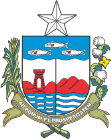 AD BONUM ET PROSPERITATEM